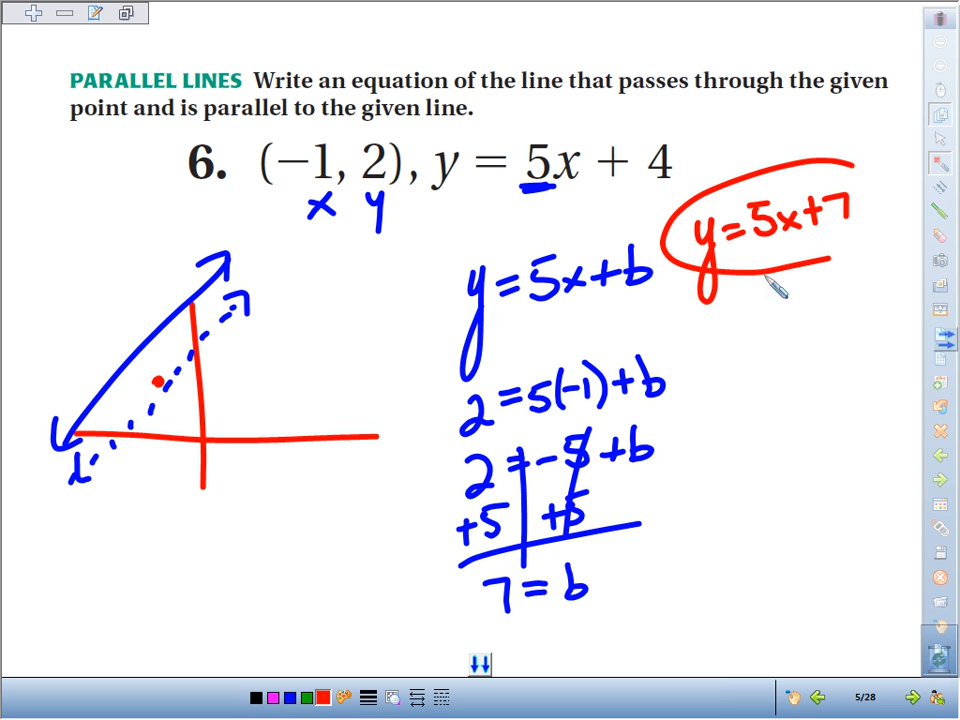 PARALLEL LINES Write an equation of the line that passes through the given
point and is parallel to the given line.
6. (−1, 2), y = 5x + 4
x y
y = 5x + 7
y = 5x + b
2 = 5(-1) + b
2 = -5 + b
+5 +5
7 = b
5/28